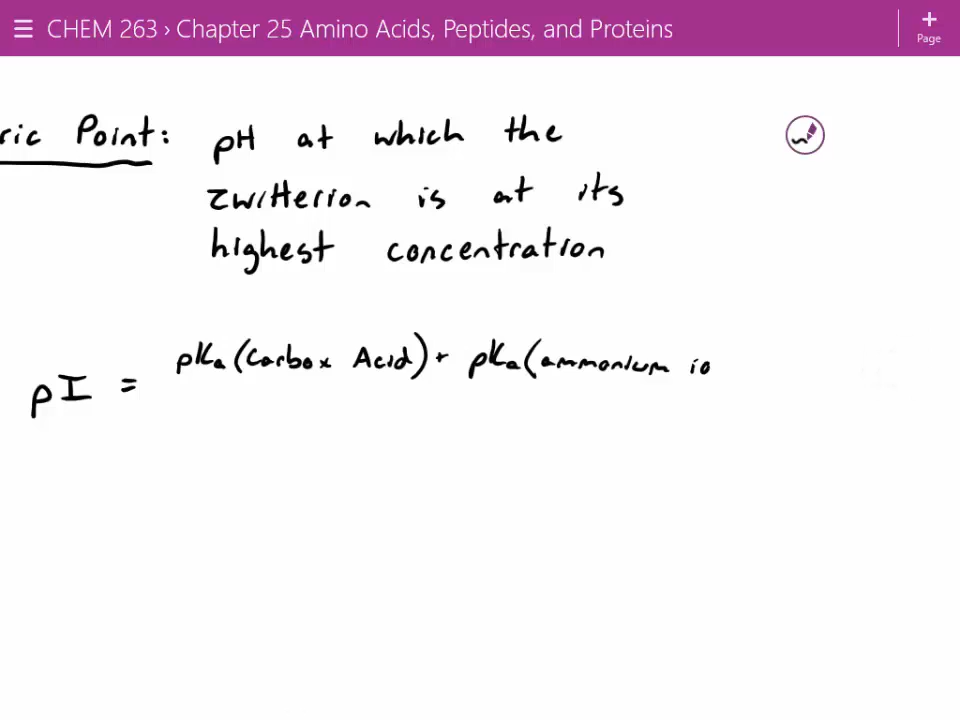 ☰ CHEM 263 › Chapter 25 Amino Acids, Peptides, and Proteins
+
Page
ric Point: pH at which the
zwitterion is at its
highest concentration
pI = pKa (Carbox Acid) + pKa (ammonium io